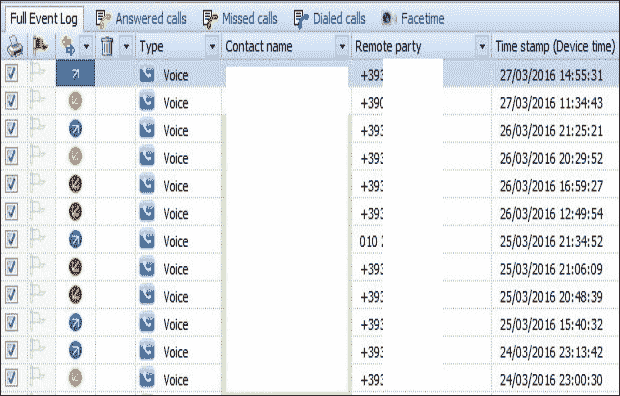 Full Event Log Answered calls Missed calls Dialed calls Facetime
Type Contact name Remote party Time stamp (Device time)
Voice +393 27/03/2016 14:55:31
Voice +390 27/03/2016 11:34:43
Voice +393 26/03/2016 21:25:21
Voice +393 26/03/2016 20:29:52
Voice +393 26/03/2016 16:59:27
Voice +393 26/03/2016 12:49:54
Voice 010 25/03/2016 21:34:52
Voice +393 25/03/2016 21:06:09
Voice +393 25/03/2016 20:48:39
Voice +393 25/03/2016 15:40:32
Voice +393 24/03/2016 23:13:42
Voice +393 24/03/2016 23:00:30